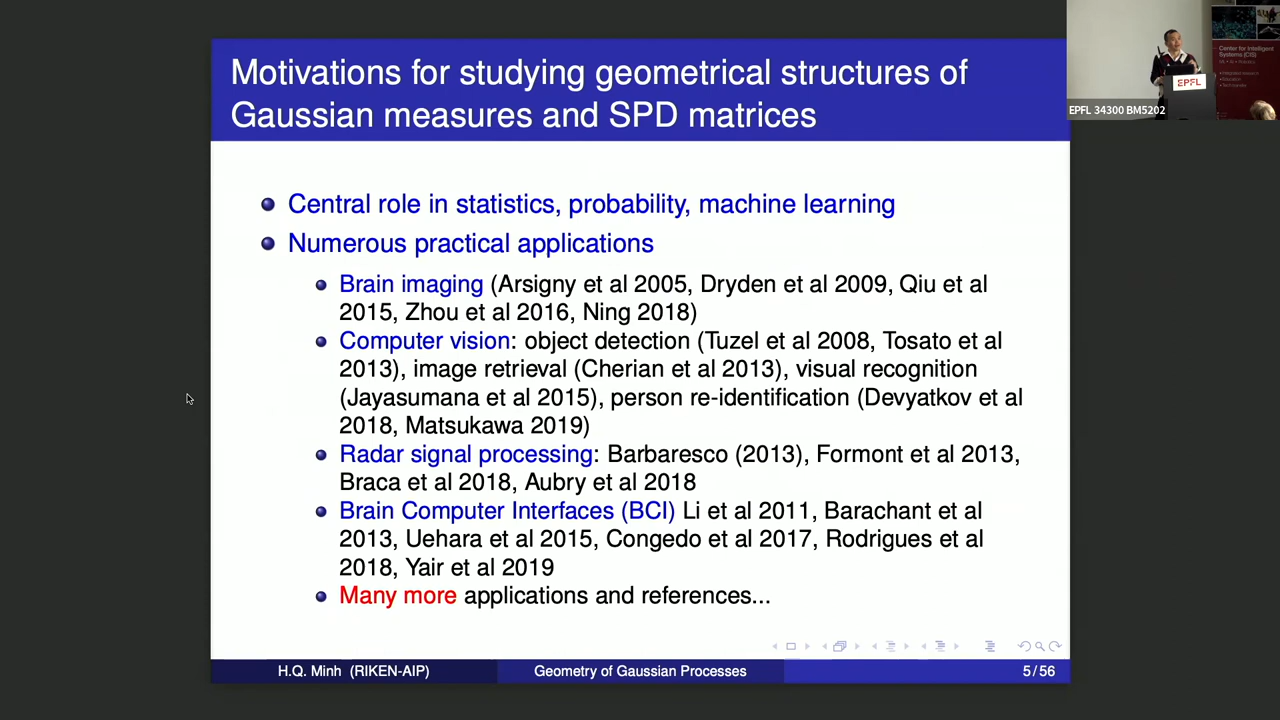 Motivations for studying geometrical structures of
Gaussian measures and SPD matrices
Central role in statistics, probability, machine learning
Numerous practical applications
Brain imaging (Arsigny et al 2005, Dryden et al 2009, Qiu et al
2015, Zhou et al 2016, Ning 2018)
Computer vision: object detection (Tuzel et al 2008, Tosato et al
2013), image retrieval (Cherian et al 2013), visual recognition
(Jayasumana et al 2015), person re-identification (Devyatkov et al
2018, Matsukawa 2019)
Radar signal processing: Barbaresco (2013), Formont et al 2013,
Braca et al 2018, Aubry et al 2018
Brain Computer Interfaces (BCI) Li et al 2011, Barachant et al
2013, Uehara et al 2015, Congedo et al 2017, Rodrigues et al
2018, Yair et al 2019
Many more applications and references...
H.Q. Minh (RIKEN-AIP)
Geometry of Gaussian Processes
5/56
Center for Intelligent
Systems (CIS)
EPFL
EPFL 34300 BM5202